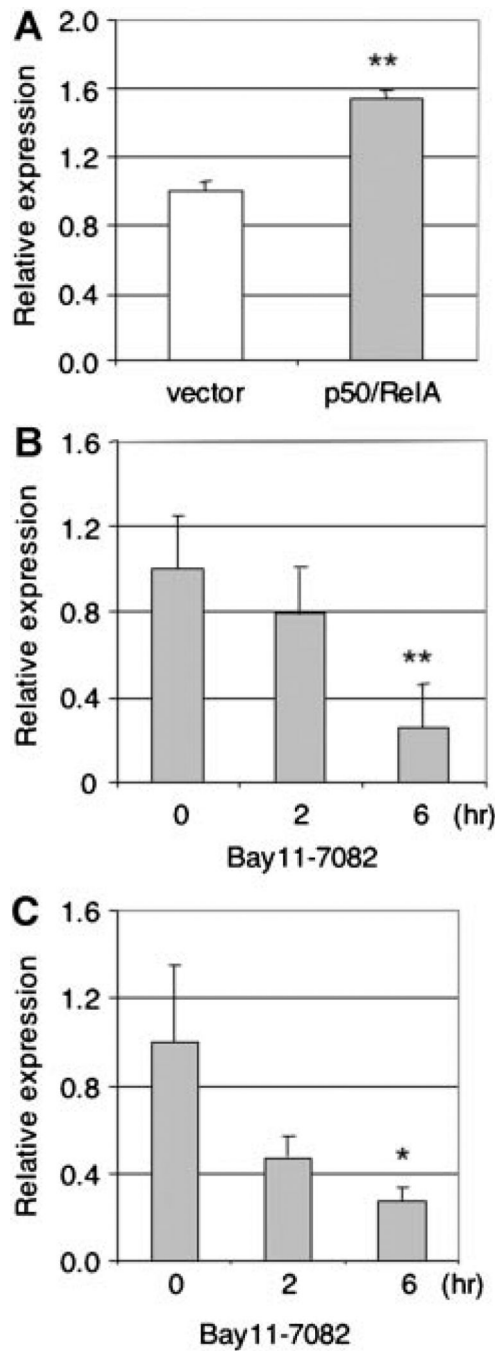 A
Relative expression
2.0
**
1.6
1.2
0.8
0.4
0.0
vector p50/RelA
B
Relative expression
1.6
1.2
0.8
**
0.4
0
0 2 6 (hr)
Bay11-7082
C
Relative expression
1.6
1.2
0.8
*
0.4
0.0
0 2 6 (hr)
Bay11-7082